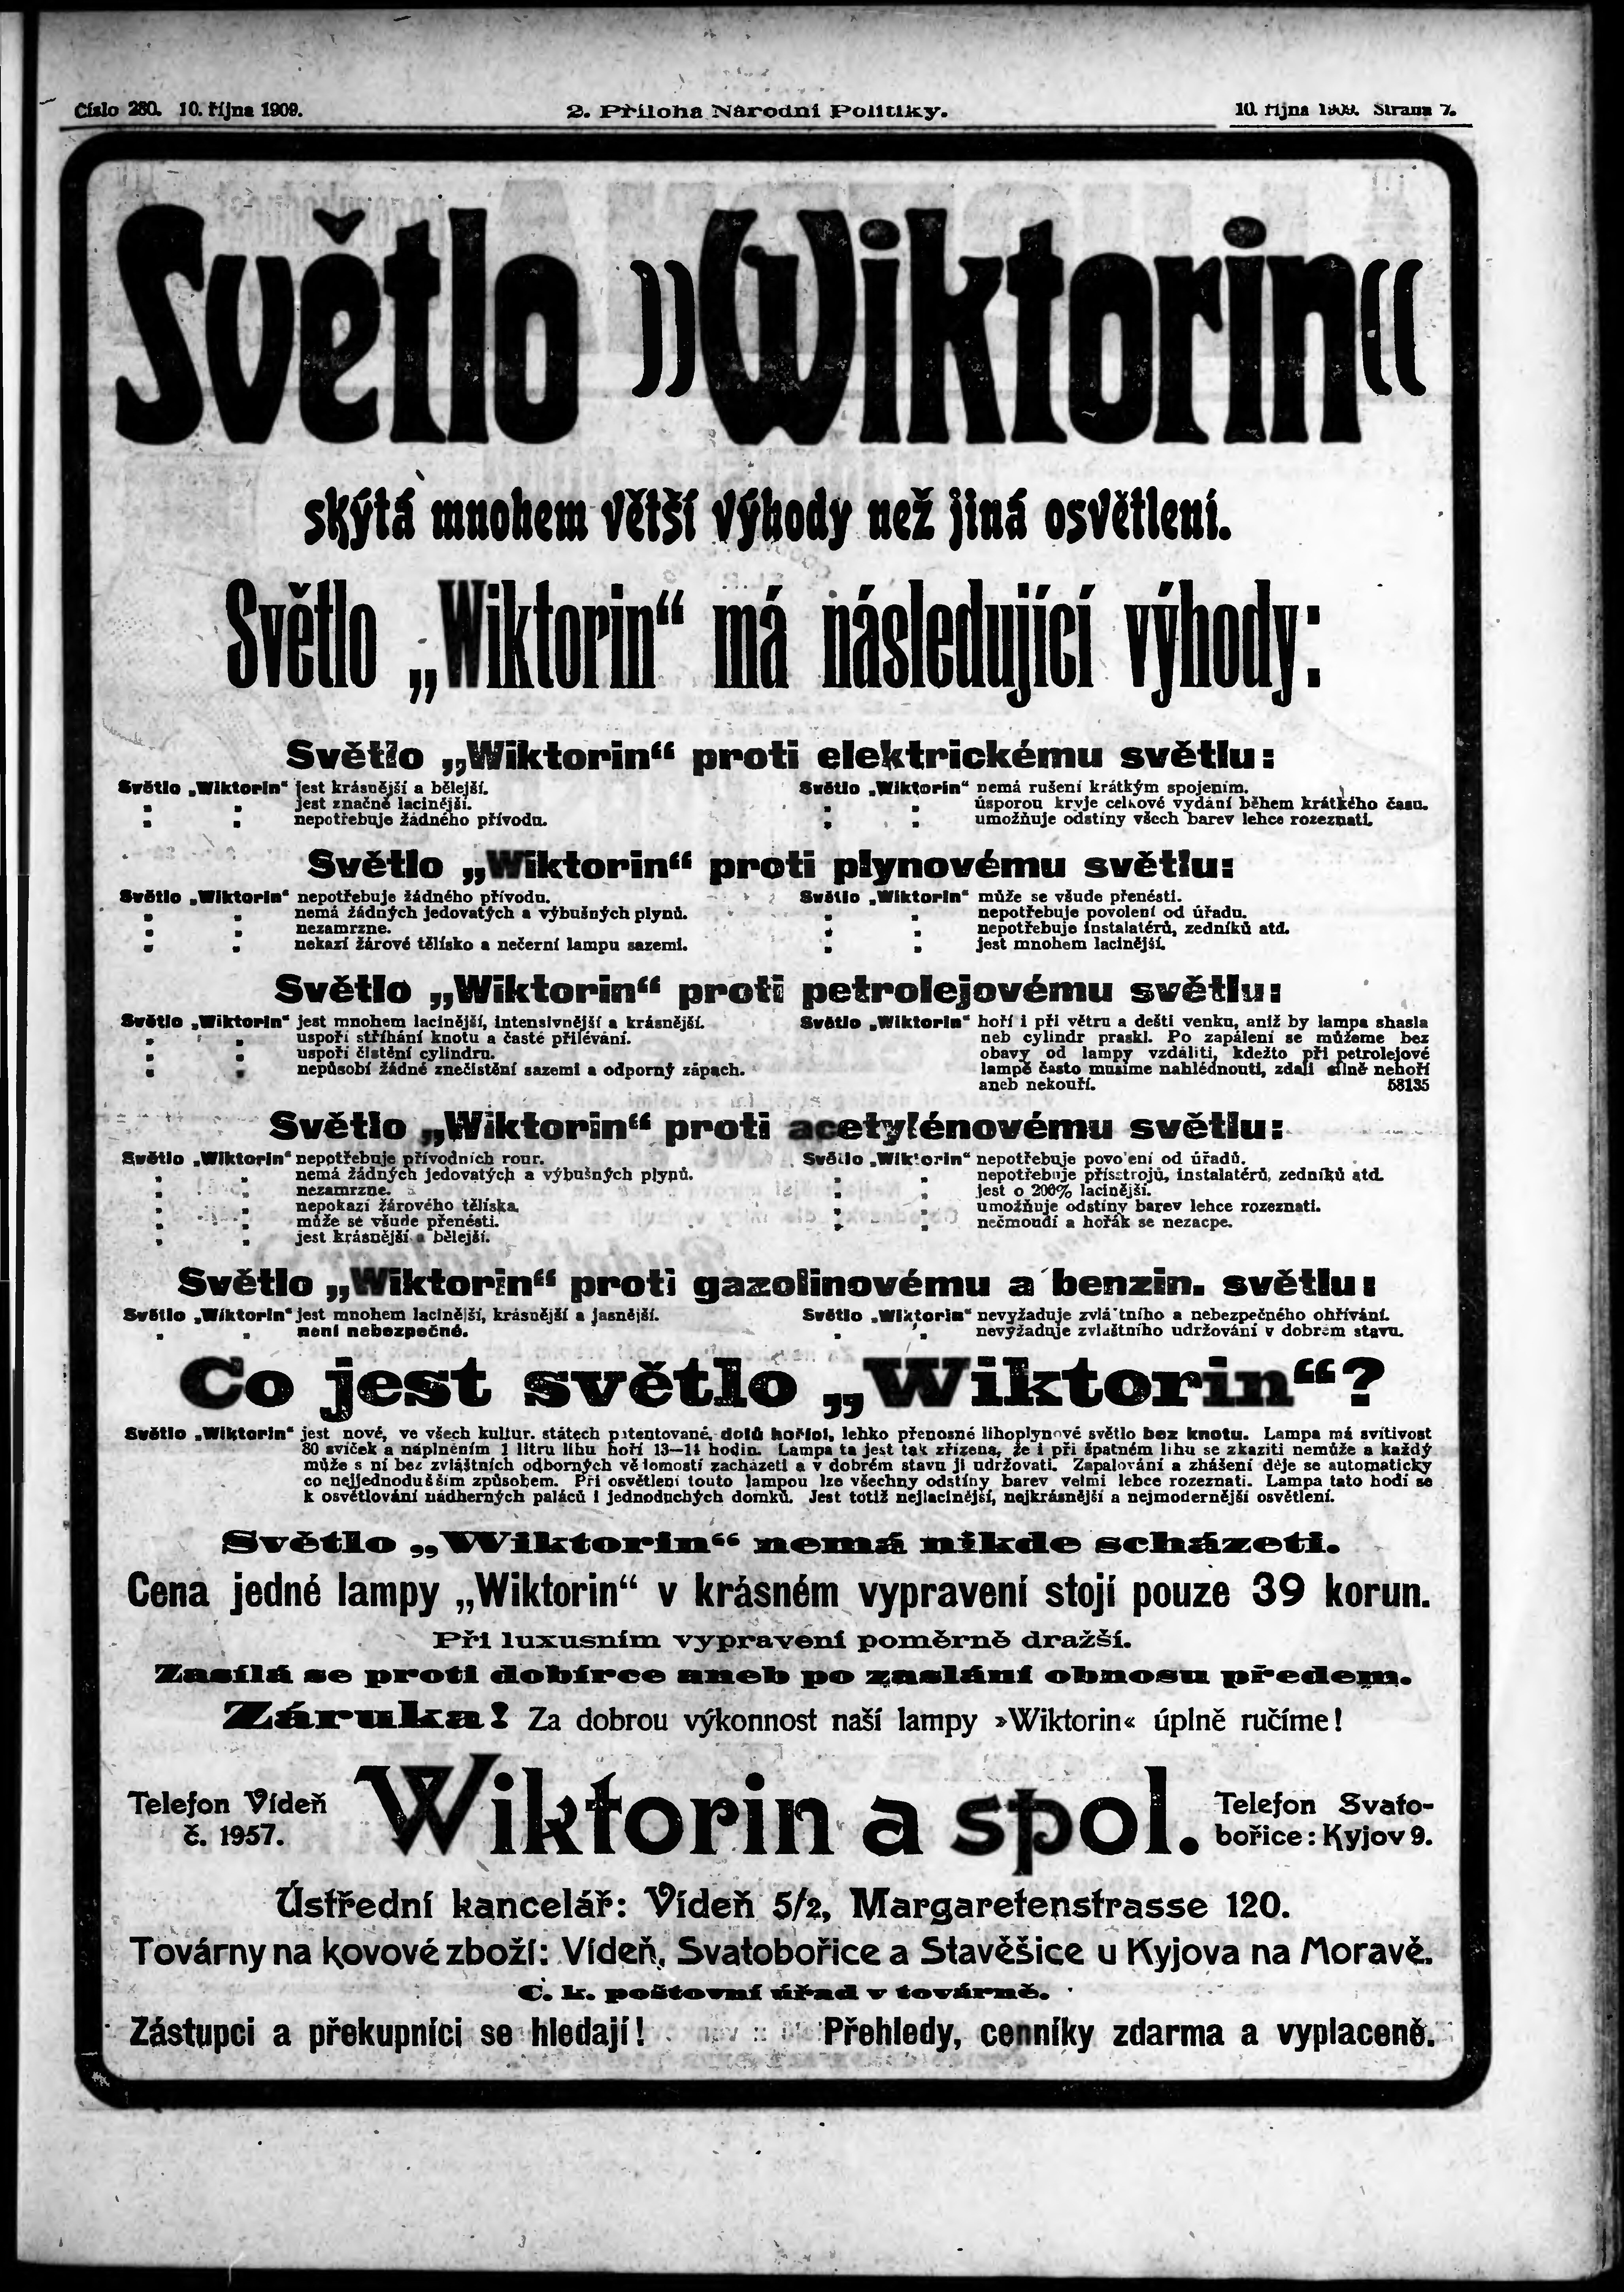 Číslo 280. 10. října 1909.
2. Příloha Národní Politiky.
10. října 1909. Strana 7.
Světlo »Wiktorin«
skýtá mnohem větší výhody než jiná osvětlení.
Světlo „Wiktorin“ má následující výhody:
Světlo „Wiktorin“ proti elektrickému světlu:
Světlo „Wiktorin“ jest krásnější a bělejší.
„ „ jest značně lacinější.
„ „ nepotřebuje žádného přívodu.
Světlo „Wiktorin“ nemá rušení krátkým spojením.
„ „ úsporou kryje celkové vydání během krátkého času.
„ „ umožňuje odstíny všech barev lehce rozeznati.
Světlo „Wiktorin“ proti plynovému světlu:
Světlo „Wiktorin“ nepotřebuje žádného přívodu.
„ „ nemá žádných jedovatých a výbušných plynů.
„ „ nezamrzne.
„ „ nekazí žárové tělísko a nečerní lampu sazemi.
Světlo „Wiktorin“ může se všude přenésti.
„ „ nepotřebuje povolení od úřadu.
„ „ nepotřebuje instalatérů, zedníků atd.
„ „ jest mnohem lacinější.
Světlo „Wiktorin“ proti petrolejovému světlu:
Světlo „Wiktorin“ jest mnohem lacinější, intensivnější a krásnější.
„ „ uspoří stříhání knotu a časté přilévání.
„ „ uspoří čistění cylindru.
„ „ nepůsobí žádné znečistění sazemi a odporný zápach.
Světlo „Wiktorin“ hoří i při větru a dešti venku, aniž by lampa shasla
neb cylindr praskl. Po zapálení se můžeme bez
obavy od lampy vzdáliti, kdežto při petrolejové
lampě často musíme nahlédnouti, zdali silně nehoří
aneb nekouří. 58135
Světlo „Wiktorin“ proti acetylénovému světlu:
Světlo „Wiktorin“ nepotřebuje přívodních rour.
„ „ nemá žádných jedovatých a výbušných plynů.
„ „ nezamrzne.
„ „ nepokazí žárového tělíska.
„ „ může se všude přenésti.
„ „ jest krásnější a bělejší.
Světlo „Wiktorin“ nepotřebuje povolení od úřadů.
„ „ nepotřebuje přísstrojů, instalatérů, zedníků atd.
„ „ jest o 200% lacinější.
„ „ umožňuje odstíny barev lehce rozeznati.
„ „ nečmoudí a hořák se nezacpe.
Světlo „Wiktorin“ proti gazolinovému a benzin. světlu:
Světlo „Wiktorin“ jest mnohem lacinější, krásnější a jasnější.
„ „ není nebezpečné.
Světlo „Wiktorin“ nevyžaduje zvláštního a nebezpečného ohřívání.
„ „ nevyžaduje zvláštního udržování v dobrém stavu.
Co jest světlo „Wiktorin“?
Světlo „Wiktorin“ jest nové, ve všech kultur. státech patentované, dolů hořící, lehko přenosné lihoplynové světlo bez knotu. Lampa má svítivost
80 svíček a naplněním 1 litru lihu hoří 13—14 hodin. Lampa ta jest tak zřízena, že i při špatném lihu se zkaziti nemůže a každý
může s ní bez zvláštních odborných vědomostí zacházeti a v dobrém stavu ji udržovati. Zapalování a zhášení děje se automaticky
co nejjednodušším způsobem. Při osvětlení touto lampou lze všechny odstíny barev velmi lehce rozeznati. Lampa tato hodí se
k osvětlování nádherných paláců i jednoduchých domků. Jest totiž nejlacinější, nejkrásnější a nejmodernější osvětlení.
Světlo „Wiktorin“ nemá nikde scházeti.
Cena jedné lampy „Wiktorin“ v krásném vypravení stojí pouze 39 korun.
Při luxusním vypravení poměrně dražší.
Zasílá se proti dobírce aneb po zaslání obnosu předem.
Záruka! Za dobrou výkonnost naší lampy »Wiktorin« úplně ručíme!
Telefon Vídeň
č. 1957.
Wiktorin a spol.
Telefon Svato-
bořice: Kyjov 9.
Ústřední kancelář: Vídeň 5/2, Margaretenstrasse 120.
Továrny na kovové zboží: Vídeň, Svatobořice a Stavěšice u Kyjova na Moravě.
C. k. poštovní úřad v továrně.
Zástupci a překupníci se hledají! Přehledy, cenníky zdarma a vyplaceně.